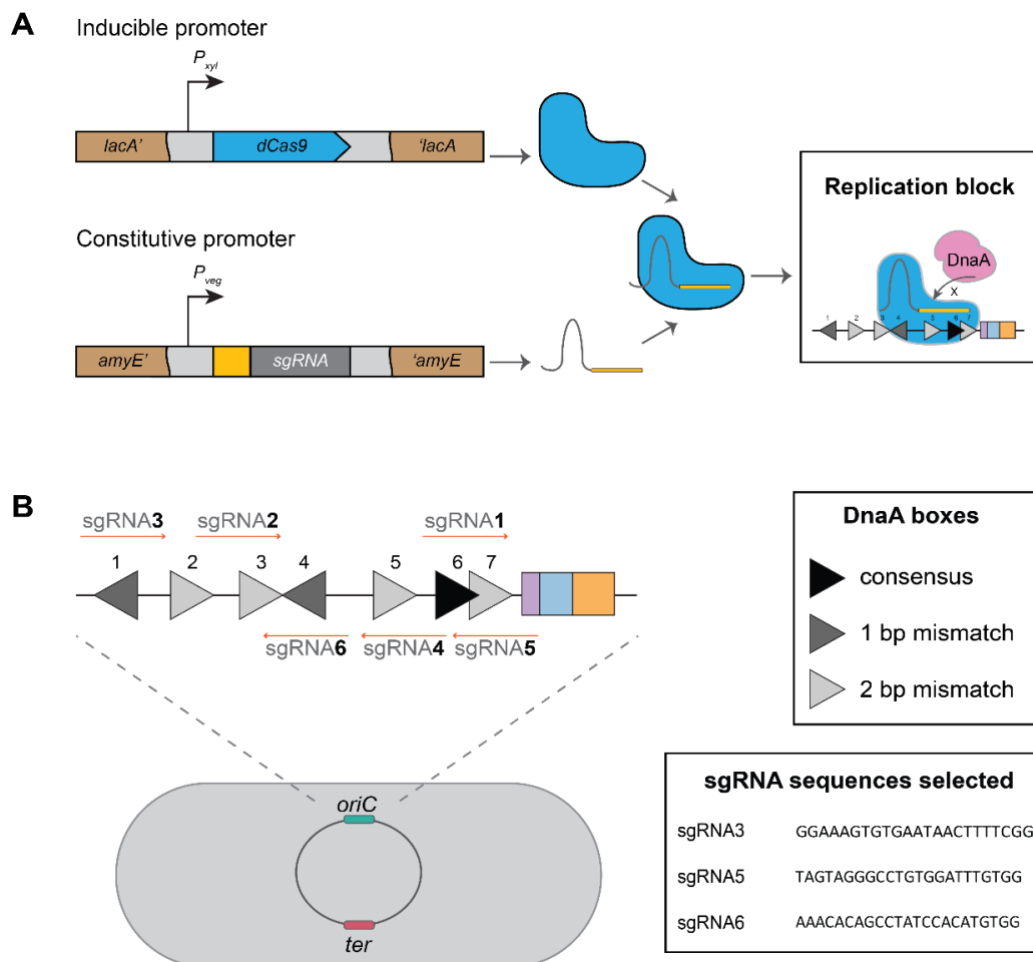 A
Inducible promoter
Pxyl
lacA' dCas9 'lacA
Constitutive promoter
Pveg
amyE' sgRNA 'amyE
Replication block
DnaA
x
1 2 3 4 5 6 7
B
sgRNA3 sgRNA2 sgRNA1
1 2 3 4 5 6 7
sgRNA6 sgRNA4 sgRNA5
oriC
ter
DnaA boxes
consensus
1 bp mismatch
2 bp mismatch
sgRNA sequences selected
sgRNA3 GGAAAGTGTGAATAACTTTTCGG
sgRNA5 TAGTAGGGCCTGTGGATTTGTGG
sgRNA6 AAACACAGCCTATCCACATGTGG